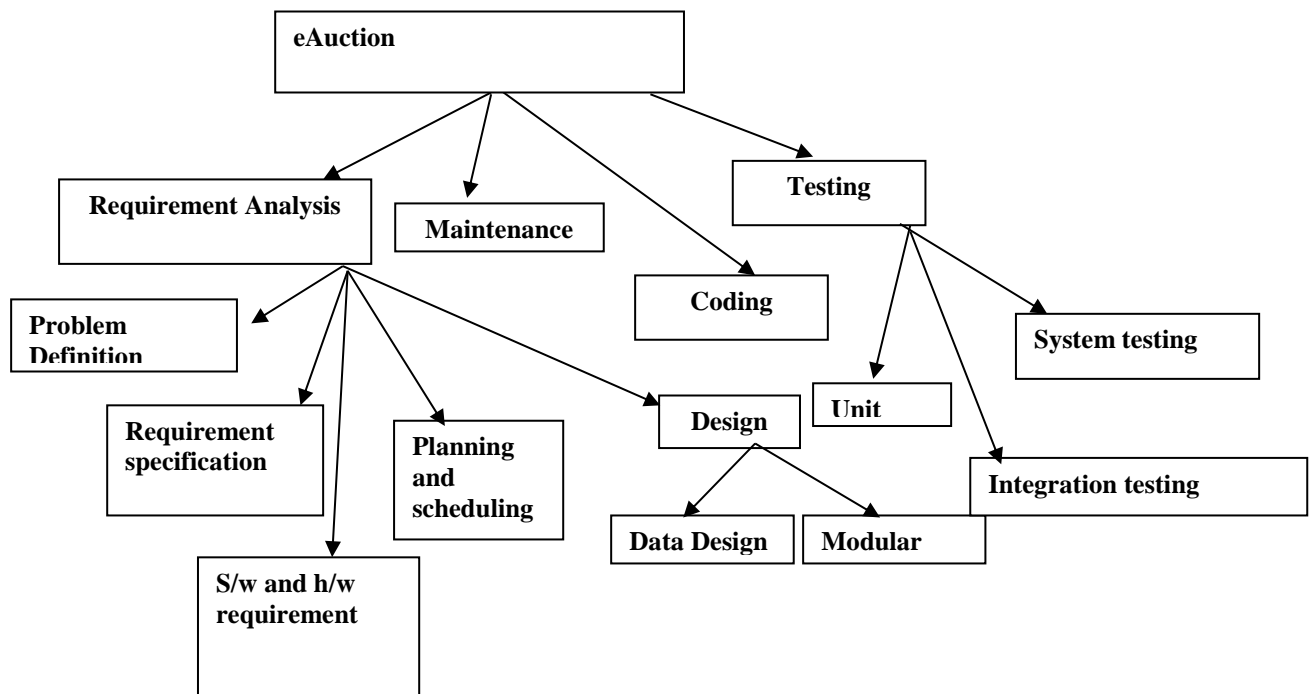 eAuction
Testing
Requirement Analysis
Maintenance
Coding
Problem
Definition
System testing
Unit
Requirement
specification
Design
Planning
and
scheduling
Integration testing
Data Design
Modular
S/w and h/w
requirement